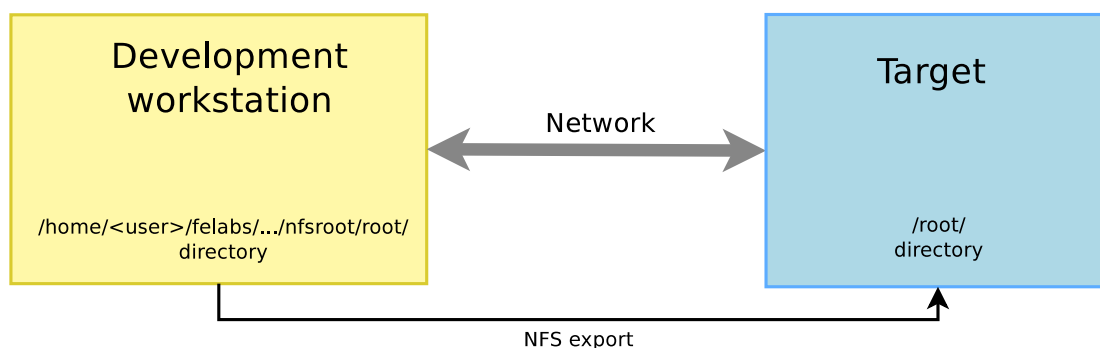 Development
workstation
Target
Network
/home/<user>/felabs/.../nfsroot/root/
directory
/root/
directory
NFS export